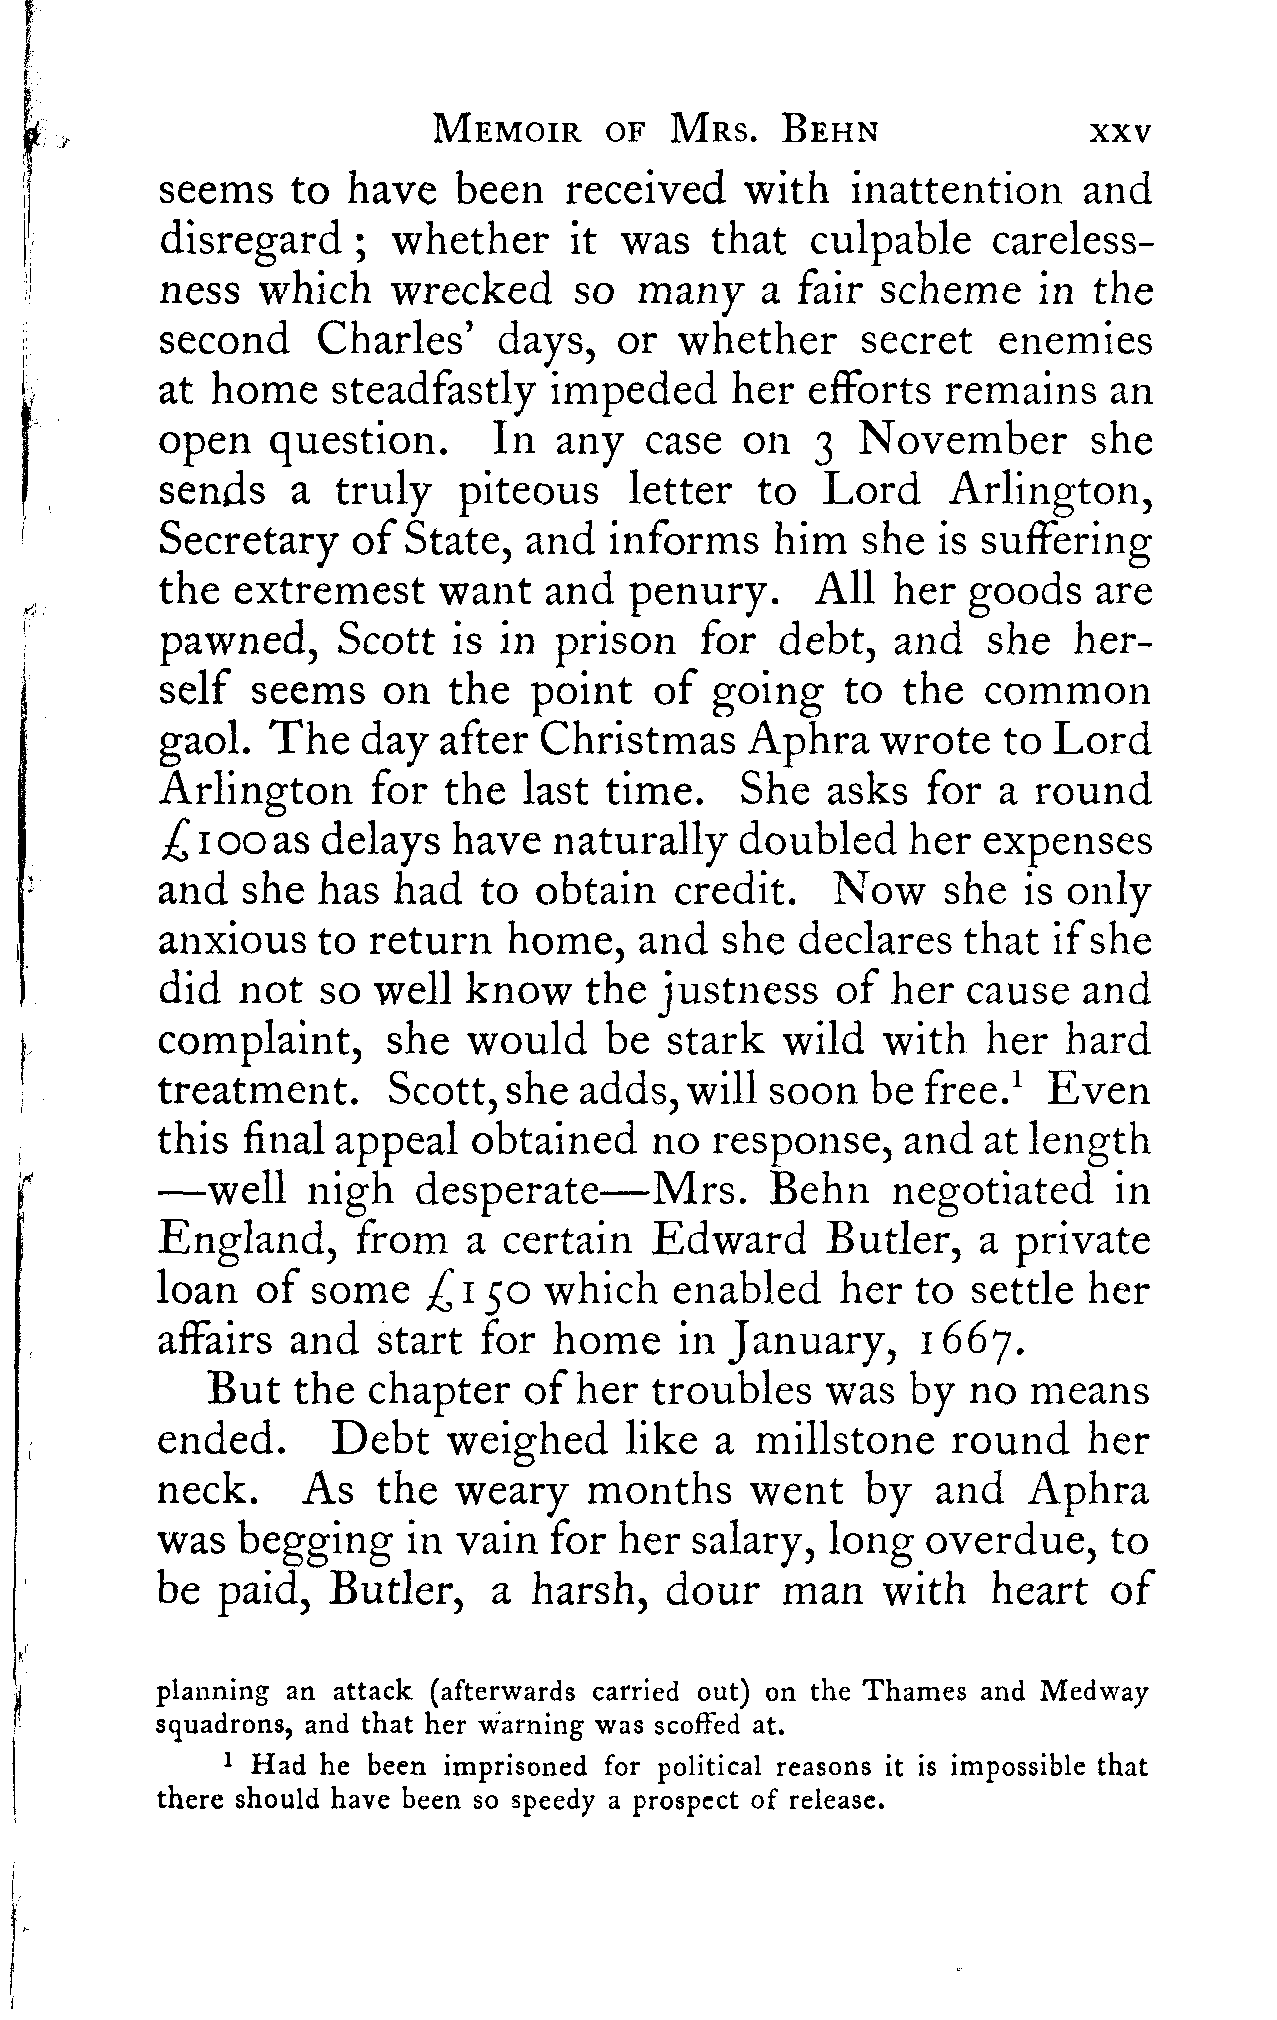 Memoir of Mrs. Behn xxv
seems to have been received with inattention and
disregard ; whether it was that culpable careless-
ness which wrecked so many a fair scheme in the
second Charles' days, or whether secret enemies
at home steadfastly impeded her efforts remains an
open question. In any case on 3 November she
sends a truly piteous letter to Lord Arlington,
Secretary of State, and informs him she is suffering
the extremest want and penury. All her goods are
pawned, Scott is in prison for debt, and she her-
self seems on the point of going to the common
gaol. The day after Christmas Aphra wrote to Lord
Arlington for the last time. She asks for a round
£100 as delays have naturally doubled her expenses
and she has had to obtain credit. Now she is only
anxious to return home, and she declares that if she
did not so well know the justness of her cause and
complaint, she would be stark wild with her hard
treatment. Scott, she adds, will soon be free.¹ Even
this final appeal obtained no response, and at length
—well nigh desperate—Mrs. Behn negotiated in
England, from a certain Edward Butler, a private
loan of some £150 which enabled her to settle her
affairs and start for home in January, 1667.
But the chapter of her troubles was by no means
ended. Debt weighed like a millstone round her
neck. As the weary months went by and Aphra
was begging in vain for her salary, long overdue, to
be paid, Butler, a harsh, dour man with heart of
planning an attack (afterwards carried out) on the Thames and Medway
squadrons, and that her warning was scoffed at.
¹ Had he been imprisoned for political reasons it is impossible that
there should have been so speedy a prospect of release.